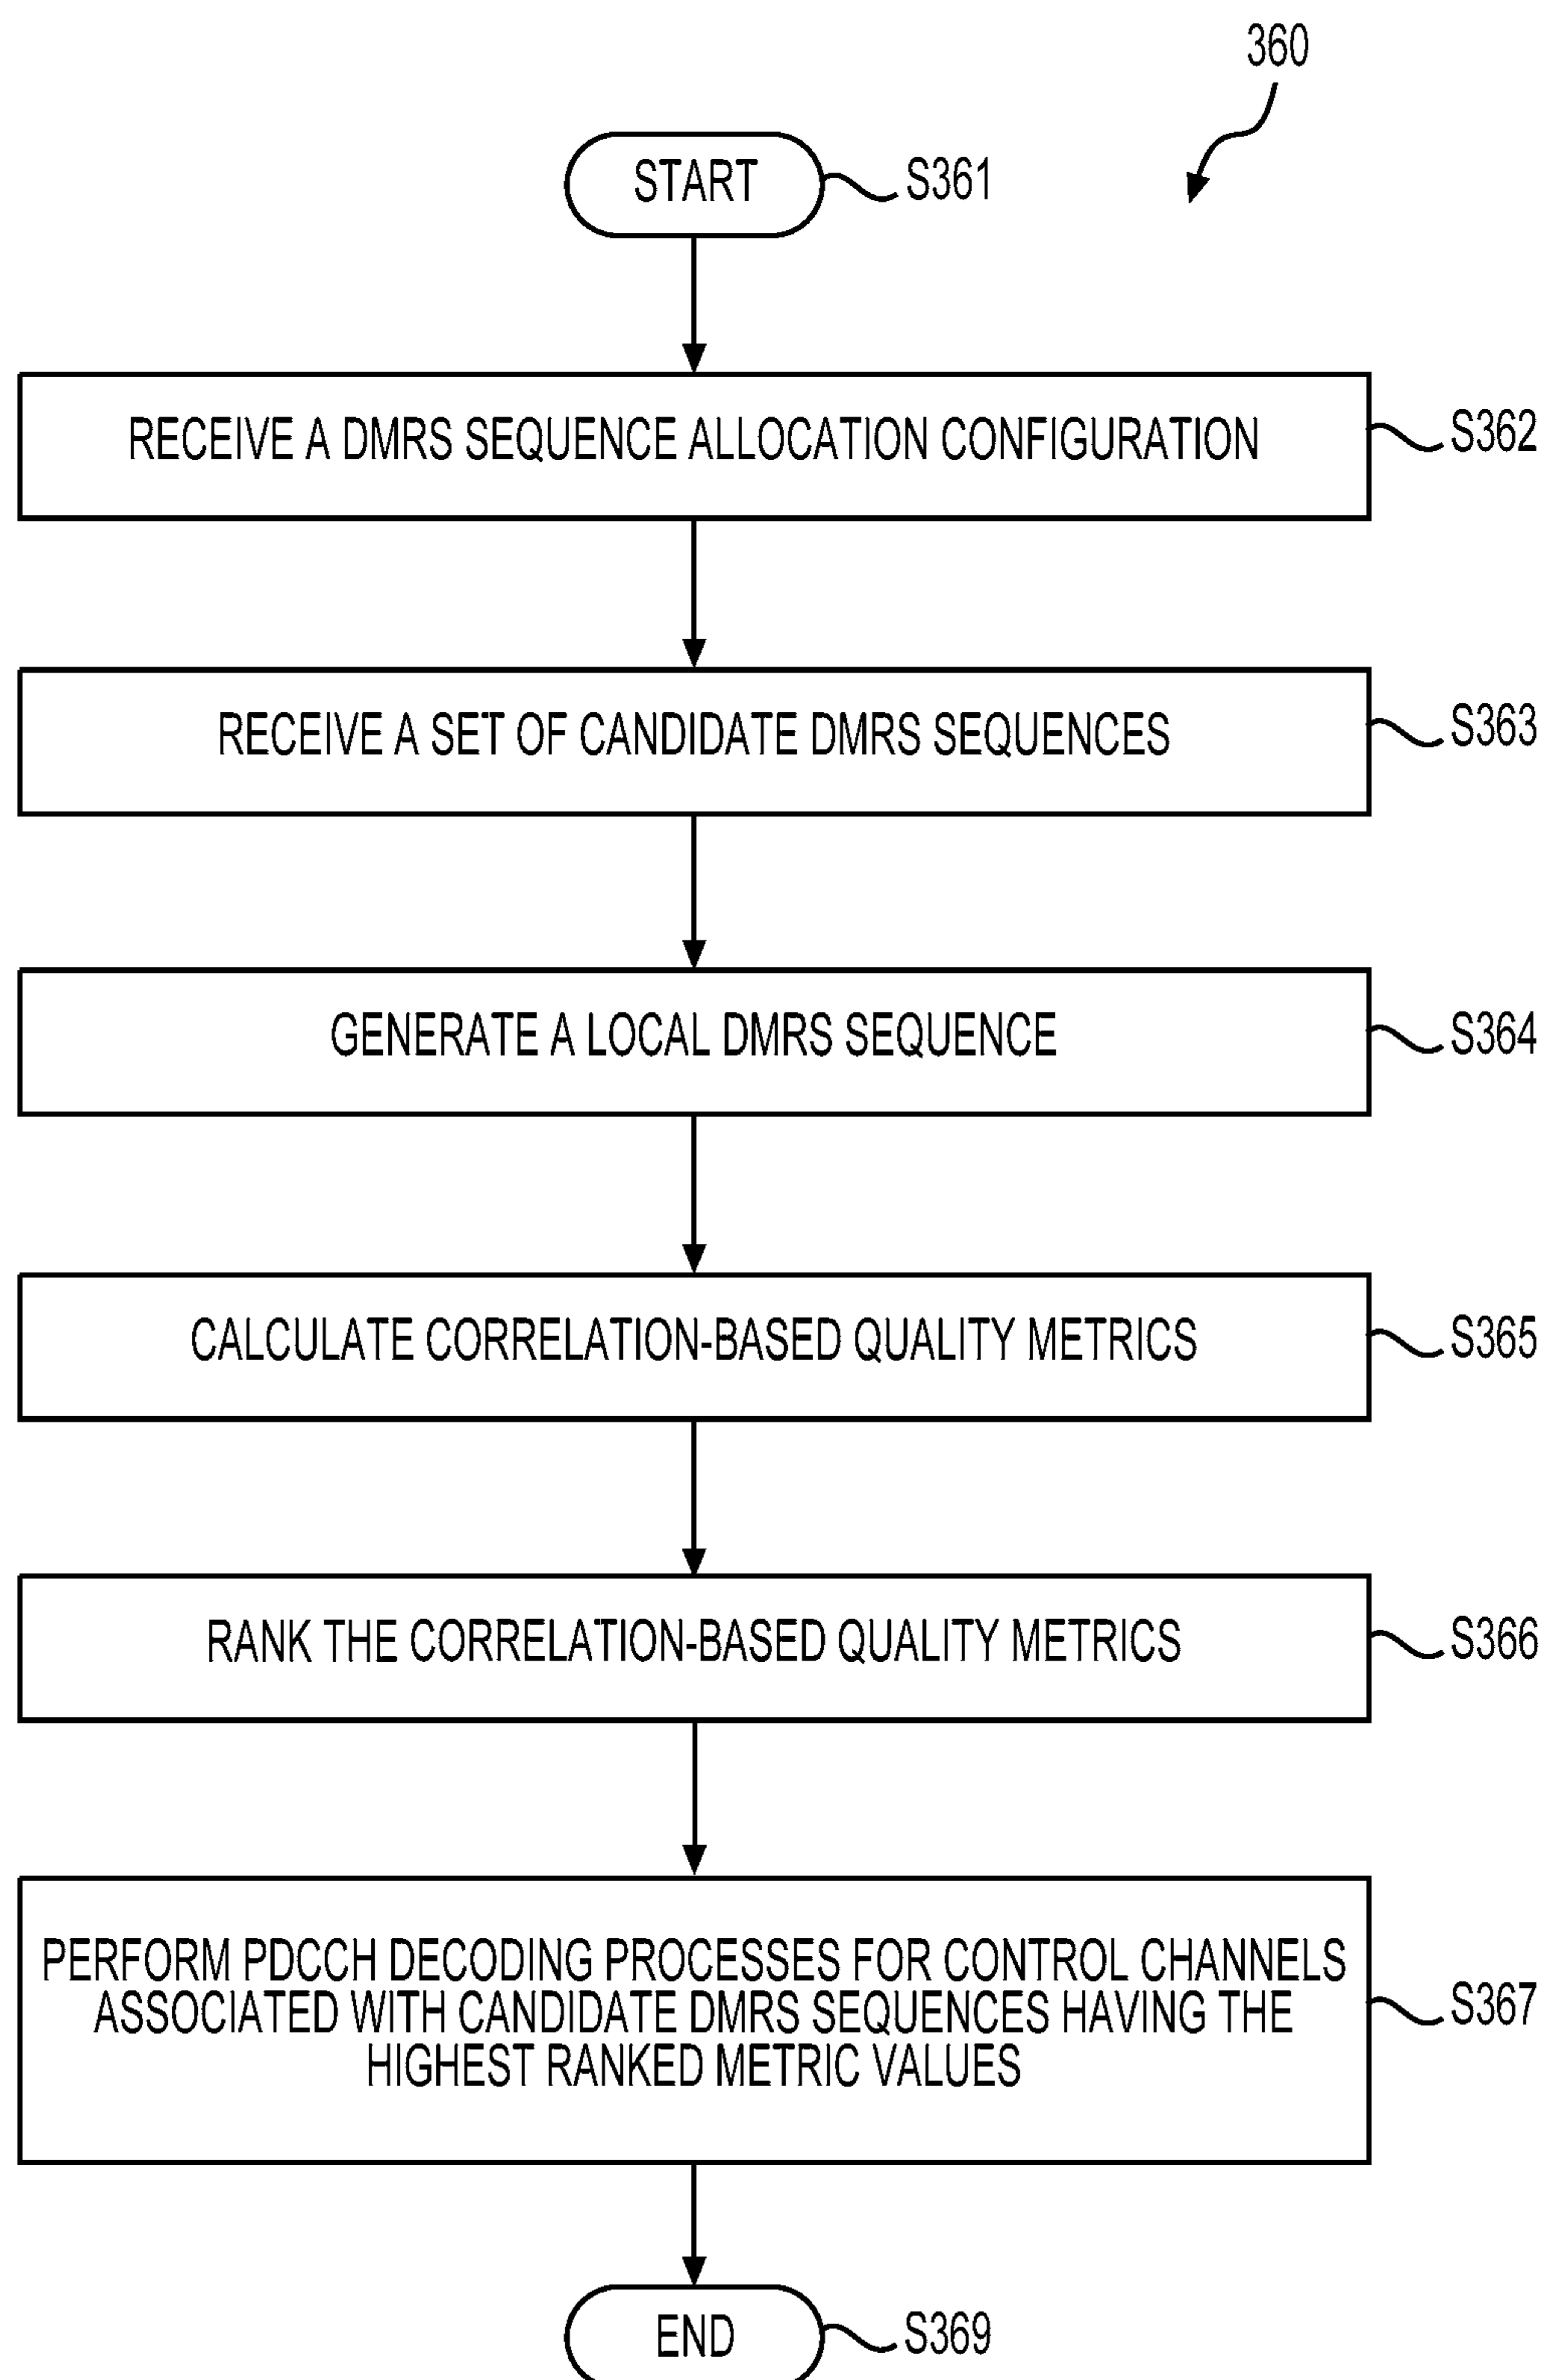 360
START
S361
RECEIVE A DMRS SEQUENCE ALLOCATION CONFIGURATION
S362
RECEIVE A SET OF CANDIDATE DMRS SEQUENCES
S363
GENERATE A LOCAL DMRS SEQUENCE
S364
CALCULATE CORRELATION-BASED QUALITY METRICS
S365
RANK THE CORRELATION-BASED QUALITY METRICS
S366
PERFORM PDCCH DECODING PROCESSES FOR CONTROL CHANNELS
ASSOCIATED WITH CANDIDATE DMRS SEQUENCES HAVING THE
HIGHEST RANKED METRIC VALUES
S367
END
S369